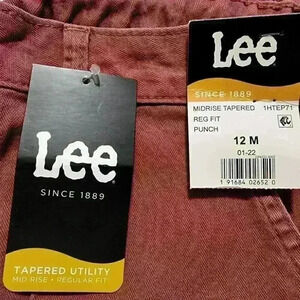 Lee
SINCE 1889
TAPERED UTILITY
MID RISE • REGULAR FIT
Lee
SINCE 1889
MIDRISE TAPERED 1HTEP71
REG FIT
PUNCH
12 M
01-22
1 91684 02652 0